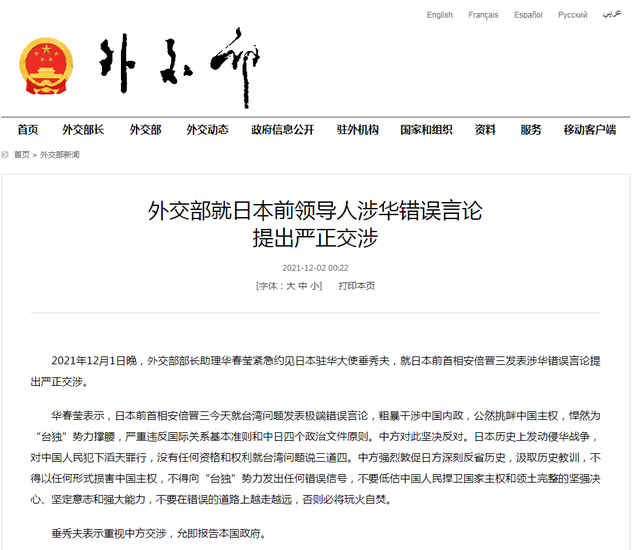 English Français Español Русский عربي
外交部
首页 外交部长 外交部 外交动态 政府信息公开 驻外机构 国家和组织 资料 服务 移动客户端
首页 > 外交部新闻
外交部就日本前领导人涉华错误言论
提出严正交涉
2021-12-02 00:22
[字体：大 中 小] 打印本页
2021年12月1日晚，外交部部长助理华春莹紧急约见日本驻华大使垂秀夫，就日本前首相安倍晋三发表涉华错误言论提
出严正交涉。
华春莹表示，日本前首相安倍晋三今天就台湾问题发表极端错误言论，粗暴干涉中国内政，公然挑衅中国主权，悍然为
“台独”势力撑腰，严重违反国际关系基本准则和中日四个政治文件原则。中方对此坚决反对。日本历史上发动侵华战争，
对中国人民犯下滔天罪行，没有任何资格和权利就台湾问题说三道四。中方强烈敦促日方深刻反省历史，汲取历史教训，不
得以任何形式损害中国主权，不得向“台独”势力发出任何错误信号，不要低估中国人民捍卫国家主权和领土完整的坚强决
心、坚定意志和强大能力，不要在错误的道路上越走越远，否则必将玩火自焚。
垂秀夫表示重视中方交涉，允即报告本国政府。